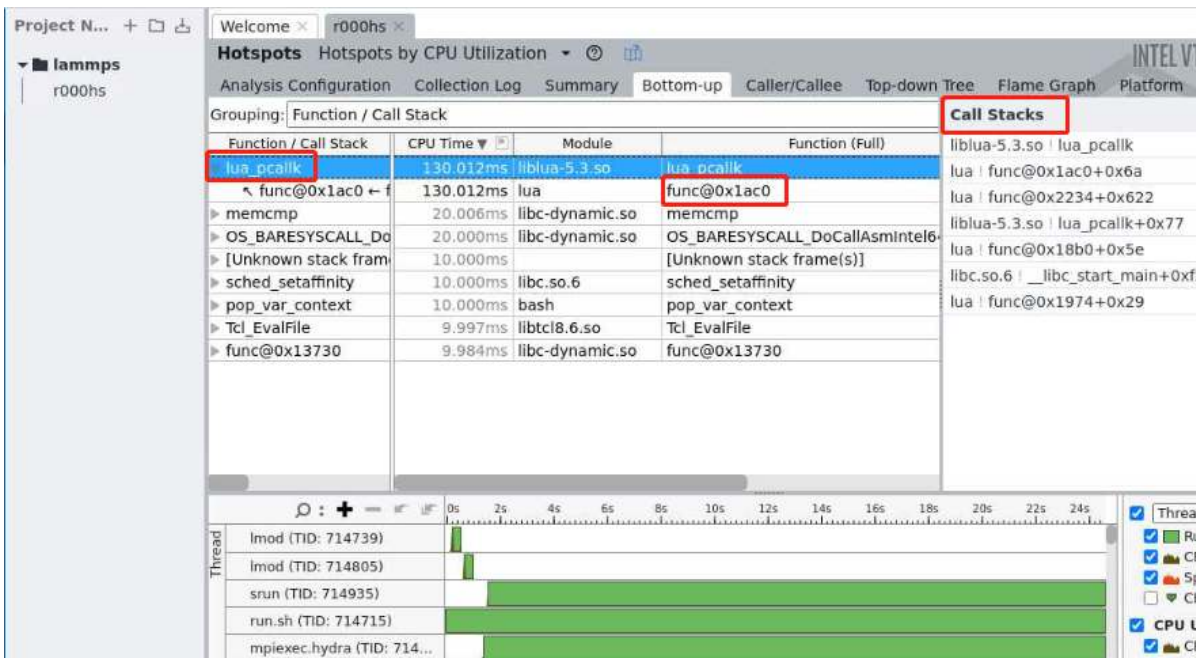 Project N...
Welcome
r000hs
lammps
r000hs
Hotspots Hotspots by CPU Utilization
INTEL
Analysis Configuration Collection Log Summary Bottom-up Caller/Callee Top-down Tree Flame Graph Platform
Grouping: Function / Call Stack
Function / Call Stack CPU Time Module Function (Full)
lua_pcallk 130.012ms liblua-5.3.so lua_pcallk
func@0x1ac0 ← f 130.012ms lua func@0x1ac0
memcmp 20.006ms libc-dynamic.so memcmp
OS_BARESYSCALL_Do 20.000ms libc-dynamic.so OS_BARESYSCALL_DoCallAsmIntel6
[Unknown stack fram 10.000ms [Unknown stack frame(s)]
sched_setaffinity 10.000ms libc.so.6 sched_setaffinity
pop_var_context 10.000ms bash pop_var_context
Tcl_EvalFile 9.997ms libtcl8.6.so Tcl_EvalFile
func@0x13730 9.984ms libc-dynamic.so func@0x13730
Call Stacks
liblua-5.3.so ! lua_pcallk
lua ! func@0x1ac0+0x6a
lua ! func@0x2234+0x622
liblua-5.3.so ! lua_pcallk+0x77
lua ! func@0x18b0+0x5e
libc.so.6 ! __libc_start_main+0xf
lua ! func@0x1974+0x29
0s 2s 4s 6s 8s 10s 12s 14s 16s 18s 20s 22s 24s
Thread
lmod (TID: 714739)
lmod (TID: 714805)
srun (TID: 714935)
run.sh (TID: 714715)
mpiexec.hydra (TID: 714...
Threa
Ru
CP
Sp
CPU U